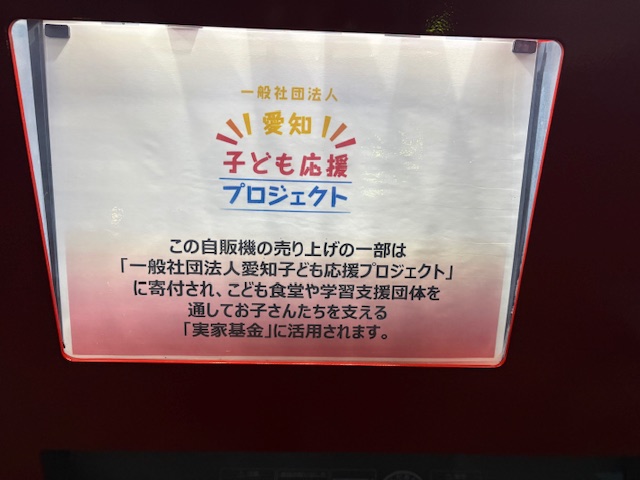 一般社団法人
愛知
子ども応援
プロジェクト
この自販機の売り上げの一部は
「一般社団法人愛知子ども応援プロジェクト」
に寄付され、こども食堂や学習支援団体を
通してお子さんたちを支える
「実家基金」に活用されます。